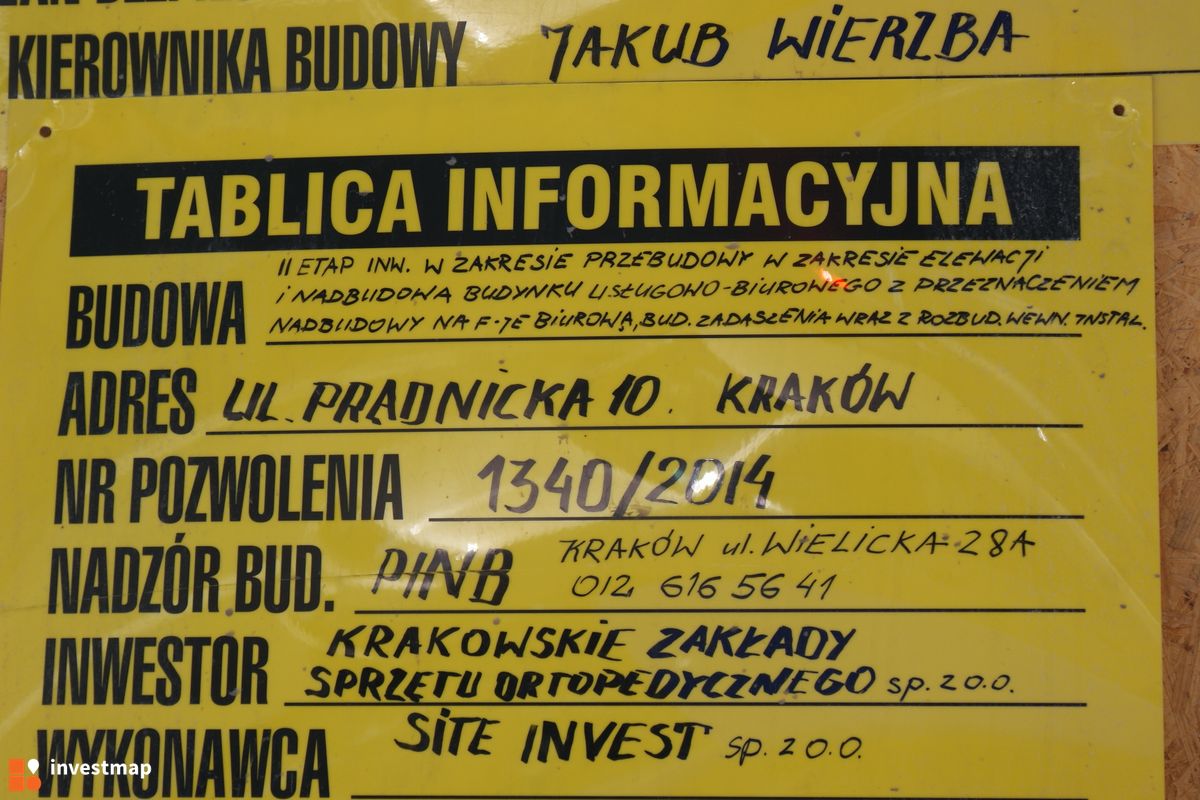 KIEROWNIKA BUDOWY JAKUB WIERZBA
TABLICA INFORMACYJNA
II ETAP INW. W ZAKRESIE PRZEBUDOWY W ZAKRESIE ELEWACJI
I NADBUDOWA BUDYNKU USŁUGOWO-BIUROWEGO Z PRZEZNACZENIEM
BUDOWA NADBUDOWY NA F-JĘ BIUROWĄ, BUD. ZADASZENIA WRAZ Z ROZBUD. WEWN. INSTAL.
ADRES UL. PRĄDNICKA 10. KRAKÓW
NR POZWOLENIA 1340/2014
KRAKÓW ul. WIELICKA 28A
NADZÓR BUD. PINB 012 616 56 41
KRAKOWSKIE ZAKŁADY
INWESTOR SPRZĘTU ORTOPEDYCZNEGO sp. z o.o.
WYKONAWCA SITE INVEST sp. z o.o.
investmap